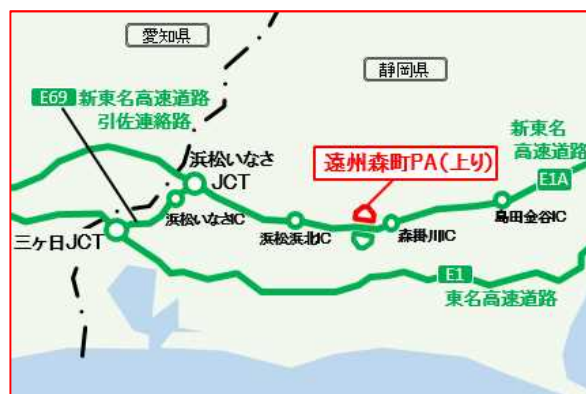 愛知県
静岡県
E69 新東名高速道路
引佐連絡路
新東名
高速道路
E1A
浜松いなさ
JCT
遠州森町PA(上り)
浜松いなさIC
浜松浜北IC
森掛川IC
島田金谷IC
三ヶ日JCT
E1
東名高速道路